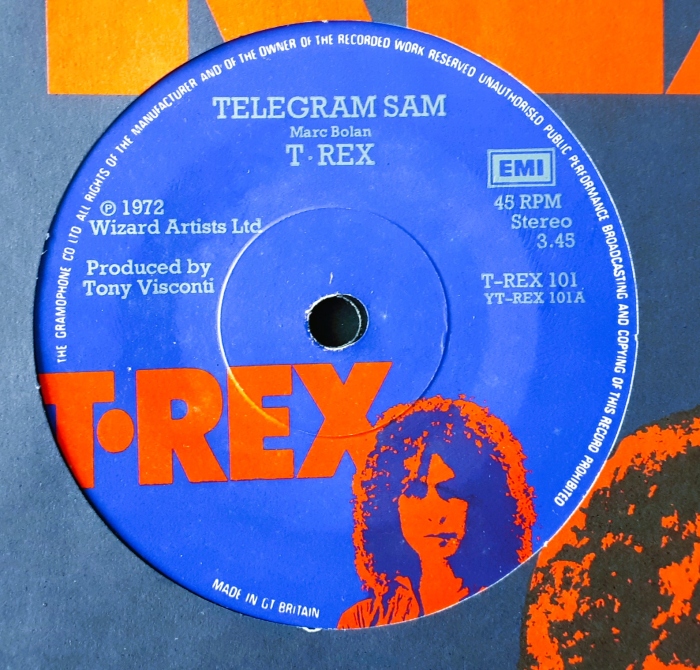 THE GRAMOPHONE CO LTD ALL RIGHTS OF THE MANUFACTURER AND OF THE OWNER OF THE RECORDED WORK RESERVED UNAUTHORISED PUBLIC PERFORMANCE BROADCASTING AND COPYING OF THIS RECORD PROHIBITED
TELEGRAM SAM
Marc Bolan
T·REX
EMI
45 RPM
Stereo
3.45
℗ 1972
Wizard Artists Ltd
Produced by
Tony Visconti
T-REX 101
YT-REX 101A
T·REX
MADE IN GT BRITAIN